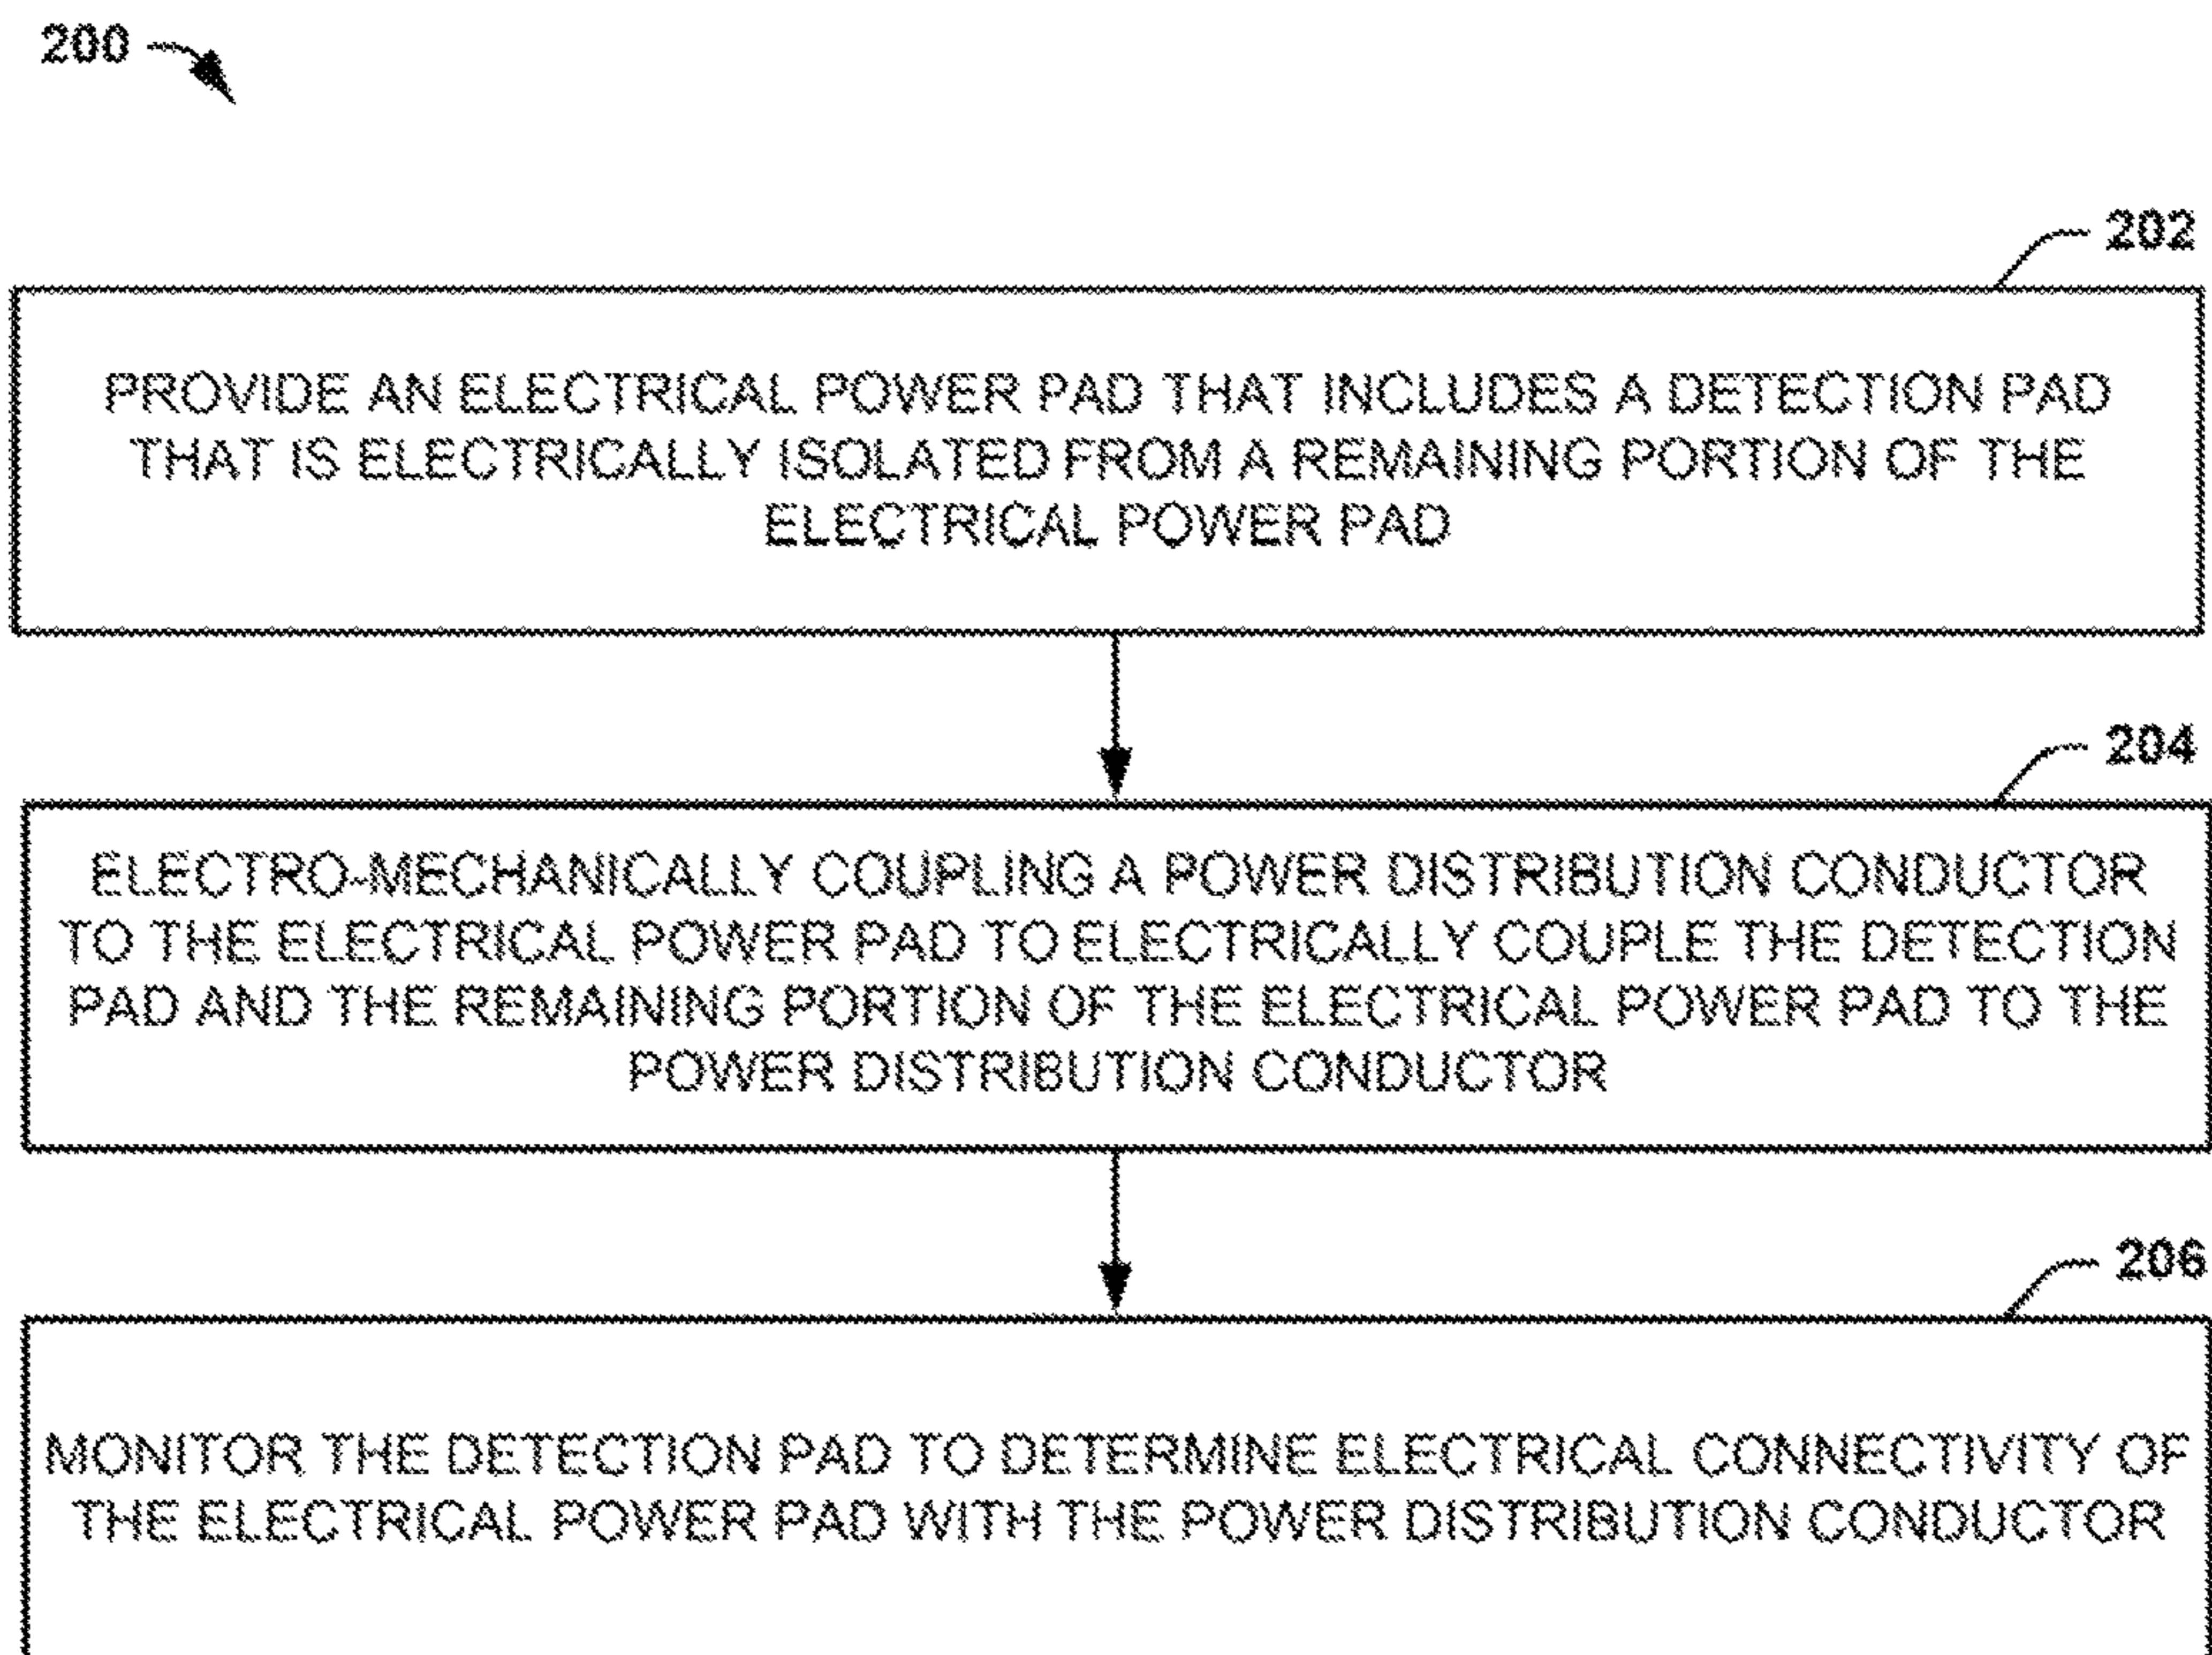 200
202
PROVIDE AN ELECTRICAL POWER PAD THAT INCLUDES A DETECTION PAD
THAT IS ELECTRICALLY ISOLATED FROM A REMAINING PORTION OF THE
ELECTRICAL POWER PAD
204
ELECTRO-MECHANICALLY COUPLING A POWER DISTRIBUTION CONDUCTOR
TO THE ELECTRICAL POWER PAD TO ELECTRICALLY COUPLE THE DETECTION
PAD AND THE REMAINING PORTION OF THE ELECTRICAL POWER PAD TO THE
POWER DISTRIBUTION CONDUCTOR
206
MONITOR THE DETECTION PAD TO DETERMINE ELECTRICAL CONNECTIVITY OF
THE ELECTRICAL POWER PAD WITH THE POWER DISTRIBUTION CONDUCTOR